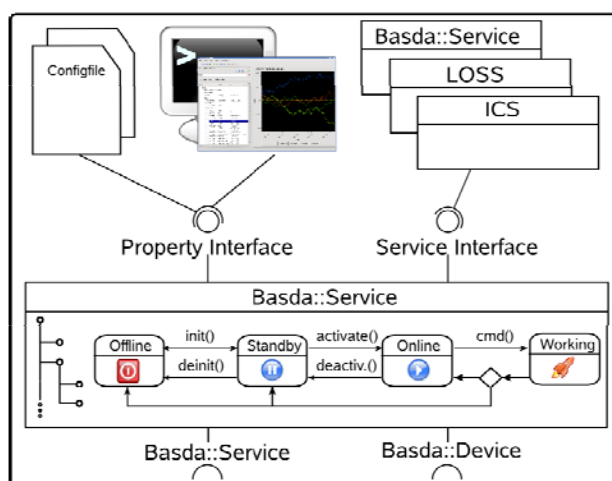 Configfile
>
Basda::Service
LOSS
ICS
Property Interface
Service Interface
Basda::Service
Offline
init()
deinit()
Standby
activate()
deactiv.()
Online
cmd()
Working
Basda::Service
Basda::Device